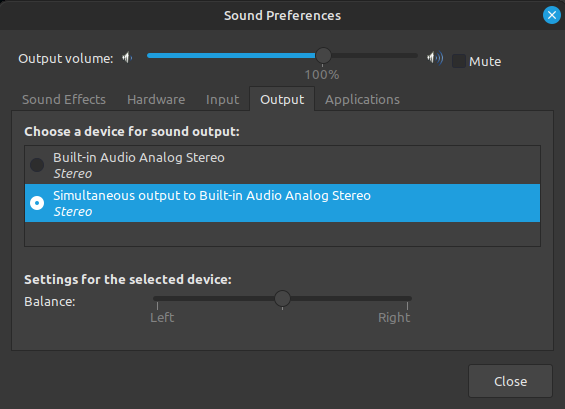 Sound Preferences
Output volume:
100%
Mute
Sound Effects Hardware Input Output Applications
Choose a device for sound output:
Built-in Audio Analog Stereo
Stereo
Simultaneous output to Built-in Audio Analog Stereo
Stereo
Settings for the selected device:
Balance:
Left Right
Close